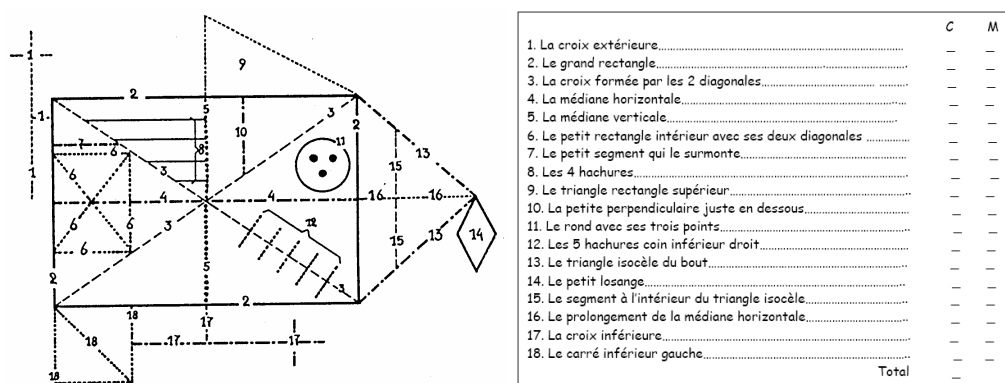 9
1
2
5
1
3
2
10
11
13
7
6
8
15
6
3
1
4
4
16
16
6
6
3
12
14
6
15
13
2
5
3
2
18
17
18
17
17
18
C M
1. La croix extérieure _ _
2. Le grand rectangle _ _
3. La croix formée par les 2 diagonales _ _
4. La médiane horizontale _ _
5. La médiane verticale _ _
6. Le petit rectangle intérieur avec ses deux diagonales _ _
7. Le petit segment qui le surmonte _ _
8. Les 4 hachures _ _
9. Le triangle rectangle supérieur _ _
10. La petite perpendiculaire juste en dessous _ _
11. Le rond avec ses trois points _ _
12. Les 5 hachures coin inférieur droit _ _
13. Le triangle isocèle du bout _ _
14. Le petit losange _ _
15. Le segment à l'intérieur du triangle isocèle _ _
16. Le prolongement de la médiane horizontale _ _
17. La croix inférieure _ _
18. Le carré inférieur gauche _ _
Total _